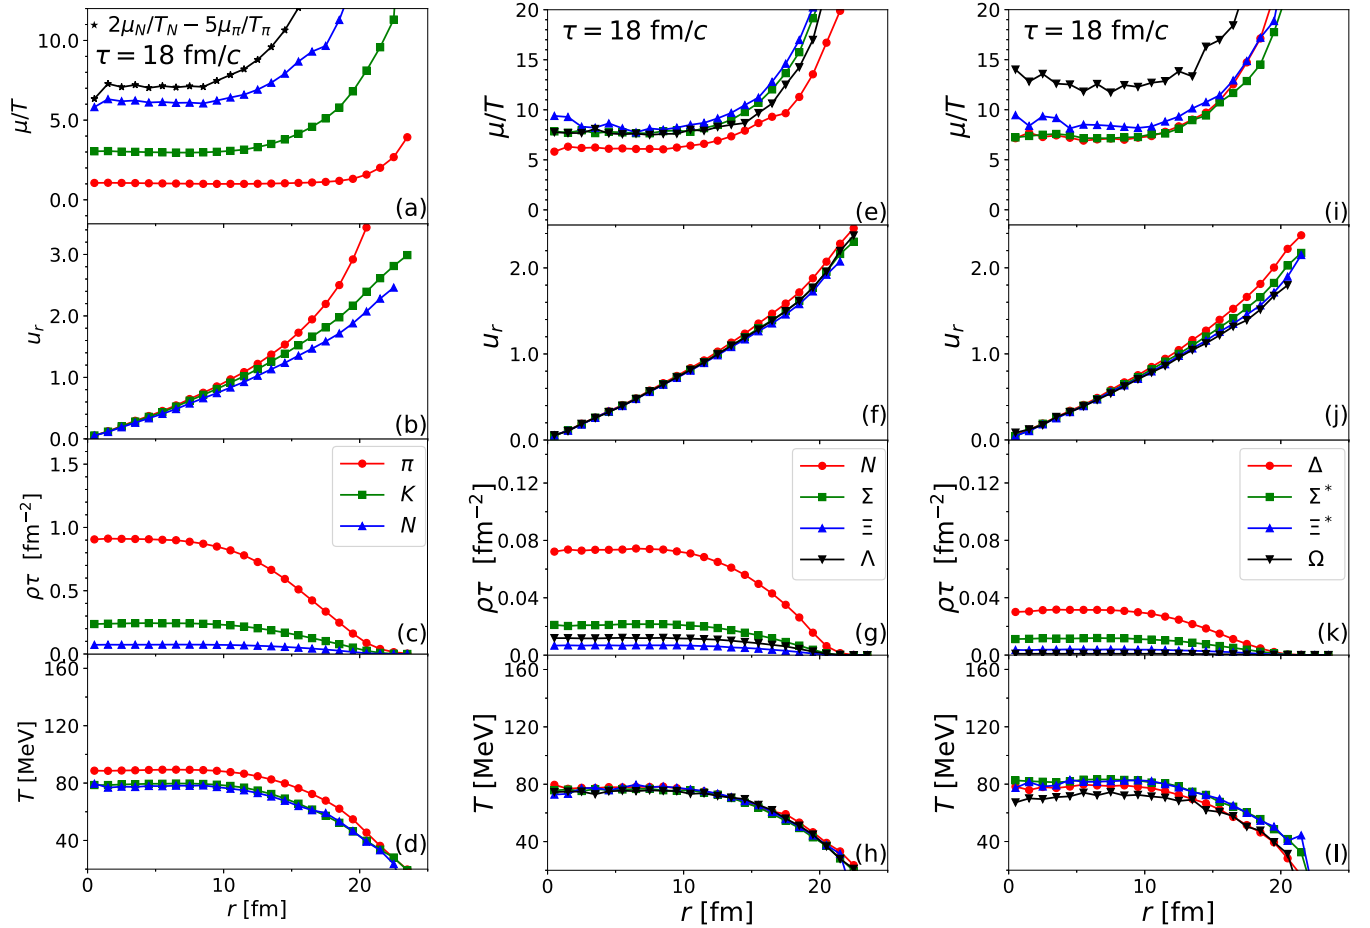 ★ 2μ_N/T_N − 5μ_π/T_π
τ = 18 fm/c
10.0
5.0
0.0
μ/T
(a)
3.0
2.0
1.0
0.0
u_r
(b)
1.5
1.0
0.5
0.0
ρτ [fm⁻²]
π
K
N
(c)
160
120
80
40
T [MeV]
(d)
0
10
20
r [fm]
τ = 18 fm/c
20
15
10
5
0
μ/T
(e)
2.0
1.0
0.0
u_r
(f)
0.12
0.08
0.04
0.00
ρτ [fm⁻²]
N
Σ
Ξ
Λ
(g)
160
120
80
40
T [MeV]
(h)
0
10
20
r [fm]
τ = 18 fm/c
20
15
10
5
0
μ/T
(i)
2.0
1.0
0.0
u_r
(j)
0.12
0.08
0.04
0.00
ρτ [fm⁻²]
Δ
Σ*
Ξ*
Ω
(k)
160
120
80
40
T [MeV]
(l)
0
10
20
r [fm]